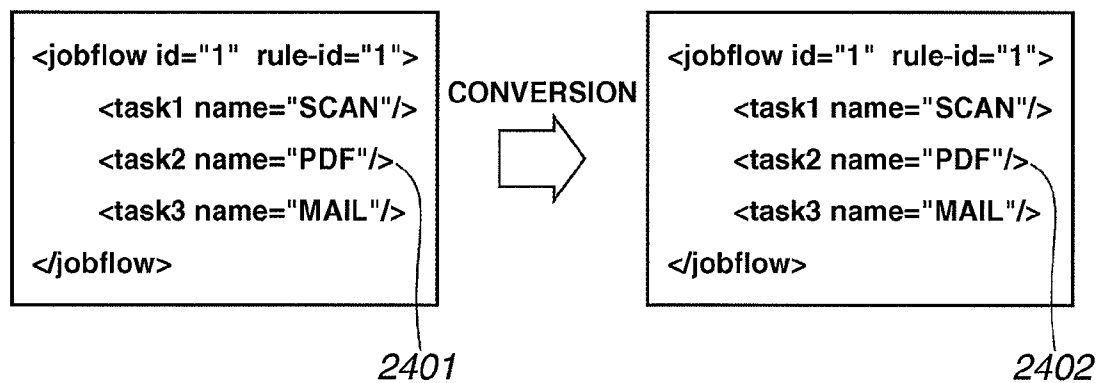 <jobflow id="1" rule-id="1">
<task1 name="SCAN"/>
<task2 name="PDF"/>
<task3 name="MAIL"/>
</jobflow>
2401
CONVERSION
<jobflow id="1" rule-id="1">
<task1 name="SCAN"/>
<task2 name="PDF"/>
<task3 name="MAIL"/>
</jobflow>
2402